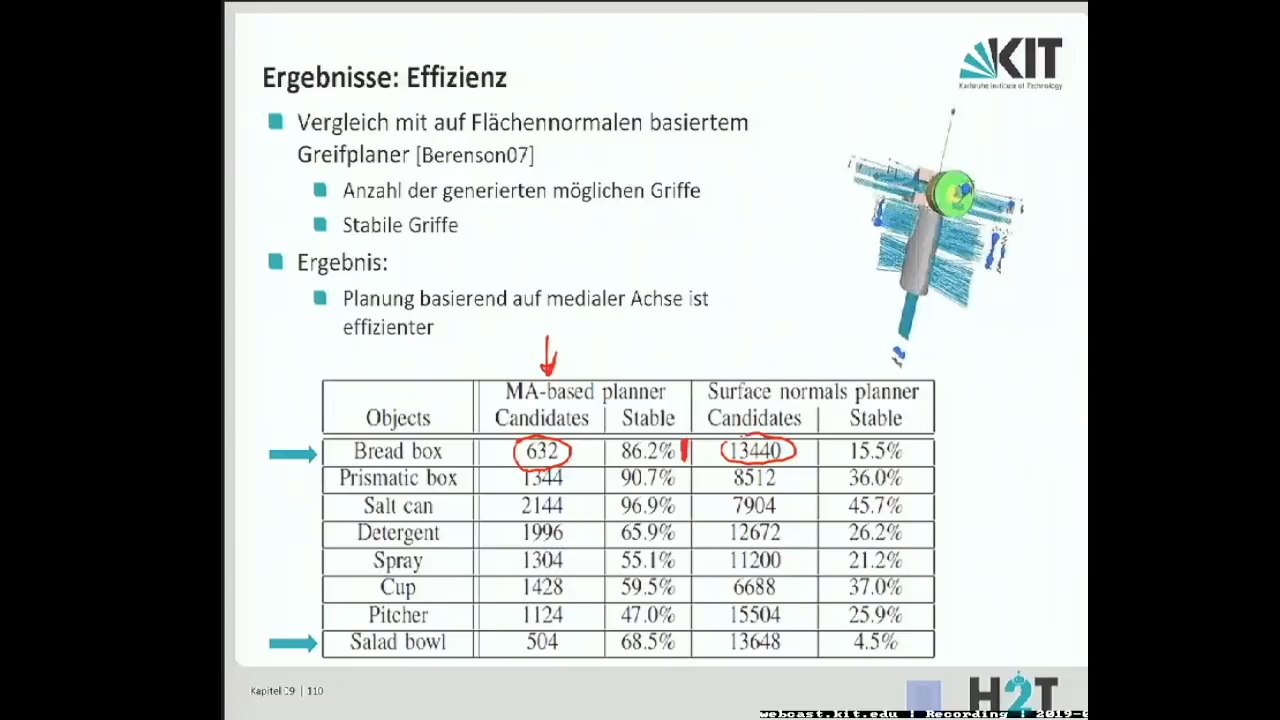 KIT
Karlsruhe Institute of Technology
Ergebnisse: Effizienz
Vergleich mit auf Flächennormalen basiertem
Greifplaner [Berenson07]
Anzahl der generierten möglichen Griffe
Stabile Griffe
Ergebnis:
Planung basierend auf medialer Achse ist
effizienter
MA-based planner Surface normals planner
Objects Candidates Stable Candidates Stable
Bread box 632 86.2% 13440 15.5%
Prismatic box 1344 90.7% 8512 36.0%
Salt can 2144 96.9% 7904 45.7%
Detergent 1996 65.9% 12672 26.2%
Spray 1304 55.1% 11200 21.2%
Cup 1428 59.5% 6688 37.0%
Pitcher 1124 47.0% 15504 25.9%
Salad bowl 504 68.5% 13648 4.5%
Kapitel 09 | 110
H2T
webcast.kit.edu | Recording | 2019-0